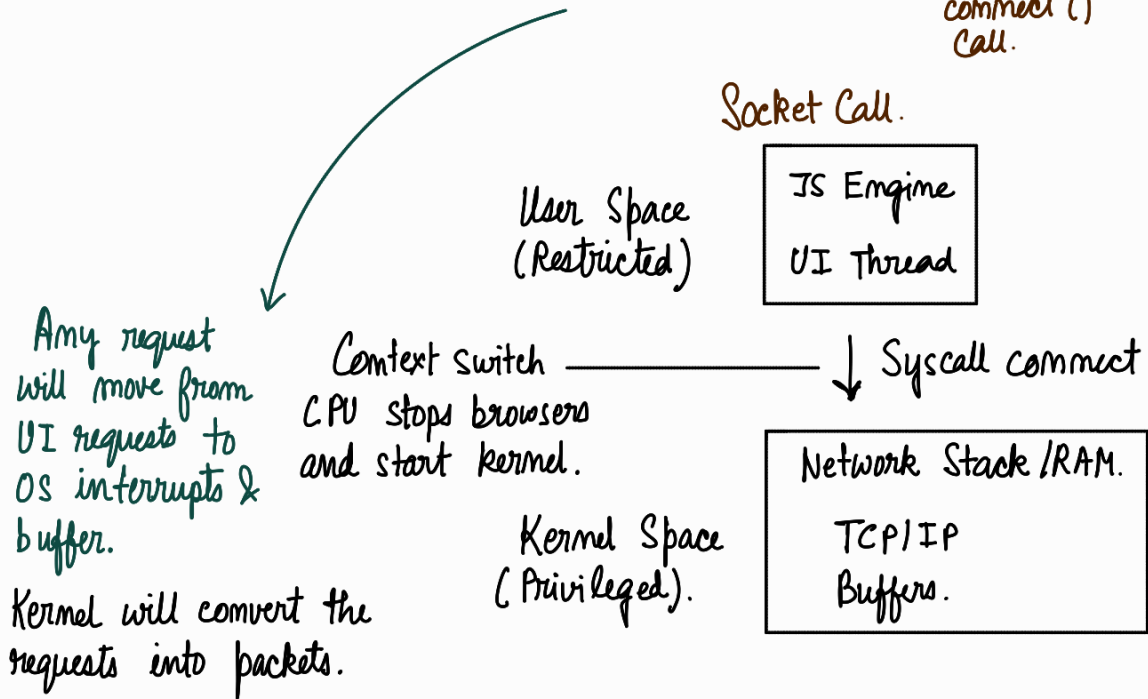 connect ()
Call.
Socket Call.
JS Engine
User Space
(Restricted)
UI Thread
Any request
will move from
UI requests to
OS interrupts &
buffer.
Context switch
Syscall connect
CPU stops browsers
and start kernel.
Network Stack/RAM.
Kernel Space
(Privileged).
TCP/IP
Buffers.
Kernel will convert the
requests into packets.